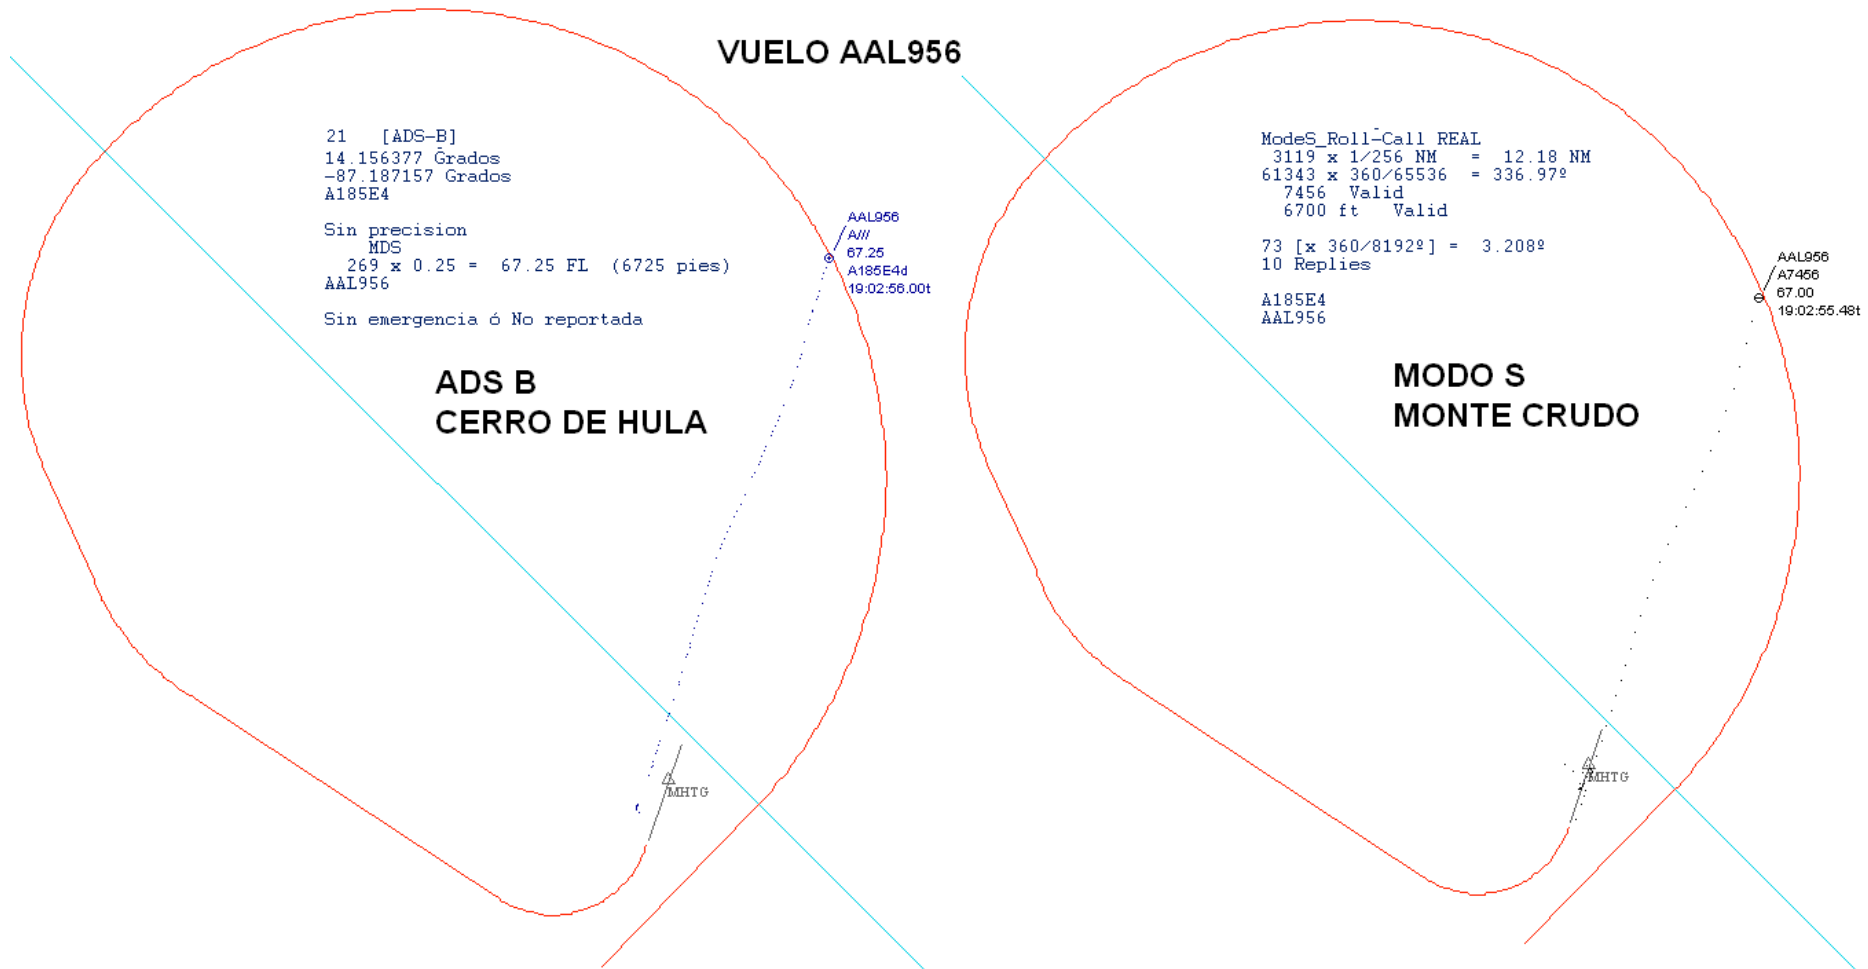 VUELO AAL956
21 [ADS-B]
14.156377 Grados
-87.187157 Grados
A185E4
Sin precision
MDS
269 x 0.25 = 67.25 FL (6725 pies)
AAL956
Sin emergencia ó No reportada
AAL956
A///
67.25
A185E4d
19:02:56.00t
ADS B
CERRO DE HULA
MHTG
ModeS_Roll-Call REAL
3119 x 1/256 NM = 12.18 NM
61343 x 360/65536 = 336.97º
7456 Valid
6700 ft Valid
73 [x 360/8192º] = 3.208º
10 Replies
A185E4
AAL956
AAL956
A7456
67.00
19:02:55.48t
MODO S
MONTE CRUDO
MHTG